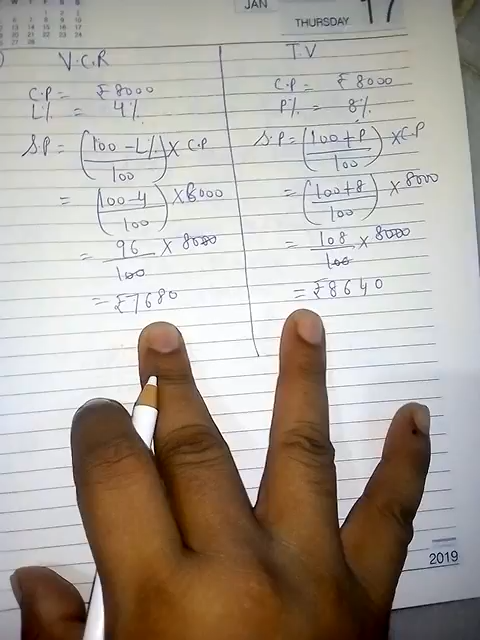 JAN
THURSDAY 17
V.C.R
C.P = ₹8000
L% = 4%
S.P = (100 - L% / 100) × C.P
= (100-4 / 100) × 8000
= 96 / 100 × 8000
= ₹7680
T.V
C.P = ₹8000
P% = 8%
S.P = (100 + P / 100) × C.P
= (100+8 / 100) × 8000
= 108 / 100 × 8000
= ₹8640
2019